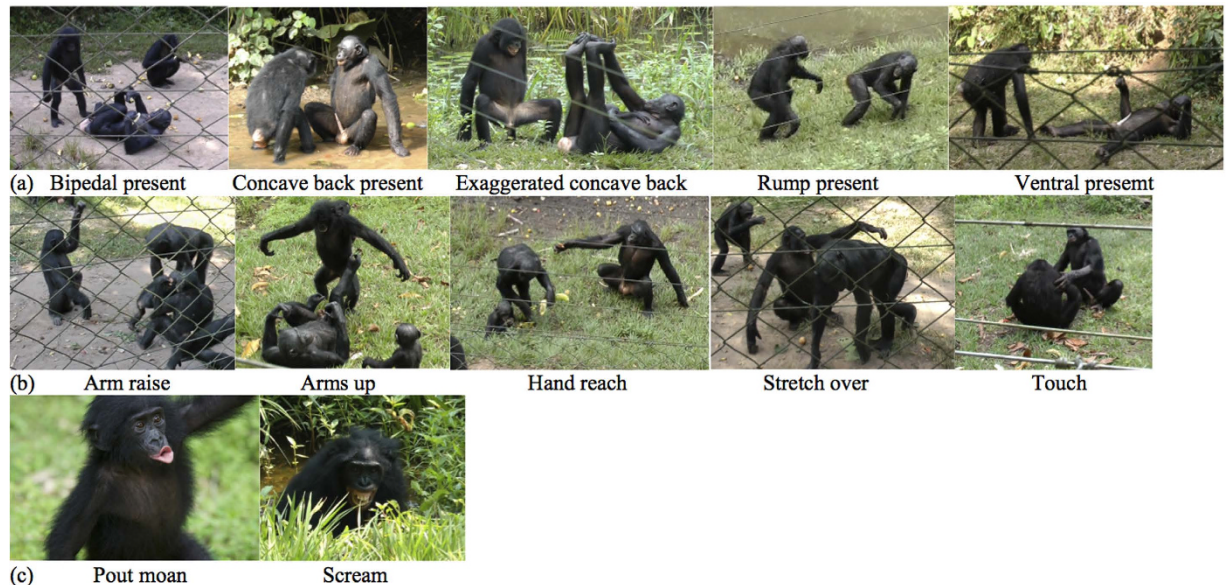 (a) Bipedal present Concave back present Exaggerated concave back Rump present Ventral presemt
(b) Arm raise Arms up Hand reach Stretch over Touch
(c) Pout moan Scream